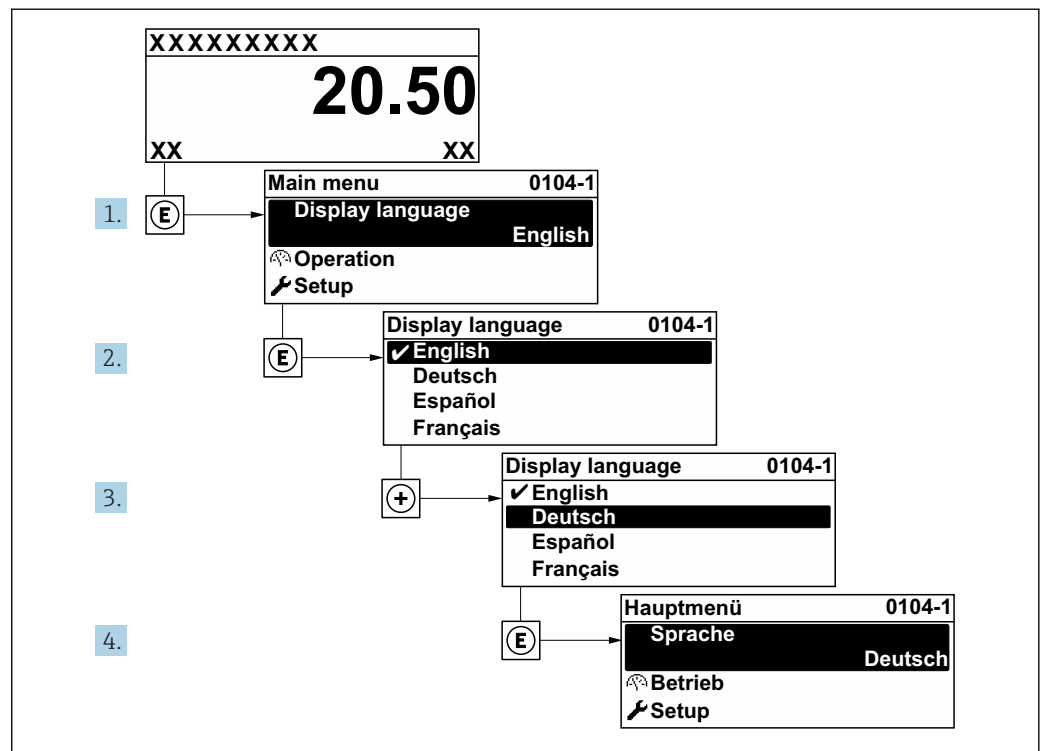 XXXXXXXXX
20.50
XX XX
1. E
Main menu 0104-1
Display language
English
Operation
Setup
2. E
Display language 0104-1
✔English
Deutsch
Español
Français
3. +
Display language 0104-1
✔English
Deutsch
Español
Français
4. E
Hauptmenü 0104-1
Sprache
Deutsch
Betrieb
Setup